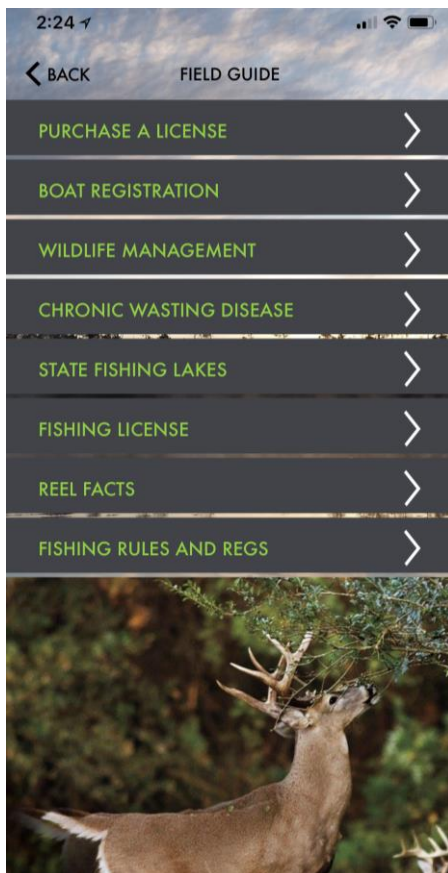 2:24
BACK FIELD GUIDE
PURCHASE A LICENSE
BOAT REGISTRATION
WILDLIFE MANAGEMENT
CHRONIC WASTING DISEASE
STATE FISHING LAKES
FISHING LICENSE
REEL FACTS
FISHING RULES AND REGS